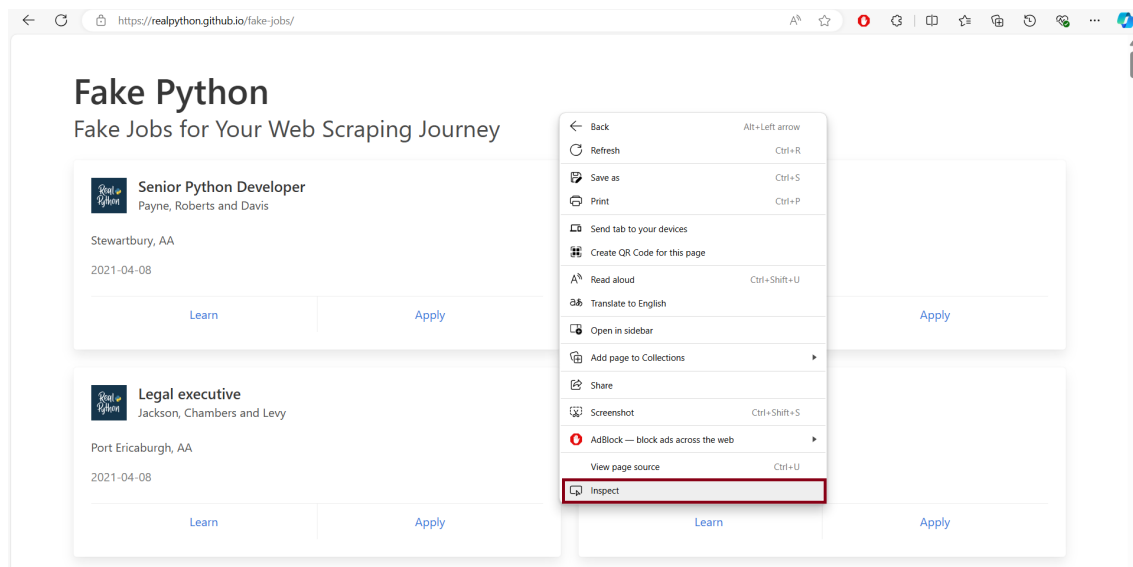 https://realpython.github.io/fake-jobs/
Fake Python
Fake Jobs for Your Web Scraping Journey
Real
Python
Senior Python Developer
Payne, Roberts and Davis
Stewartbury, AA
2021-04-08
Learn
Apply
Apply
Real
Python
Legal executive
Jackson, Chambers and Levy
Port Ericaburgh, AA
2021-04-08
Learn
Apply
Learn
Apply
Back Alt+Left arrow
Refresh Ctrl+R
Save as Ctrl+S
Print Ctrl+P
Send tab to your devices
Create QR Code for this page
Read aloud Ctrl+Shift+U
Translate to English
Open in sidebar
Add page to Collections
Share
Screenshot Ctrl+Shift+S
AdBlock — block ads across the web
View page source Ctrl+U
Inspect